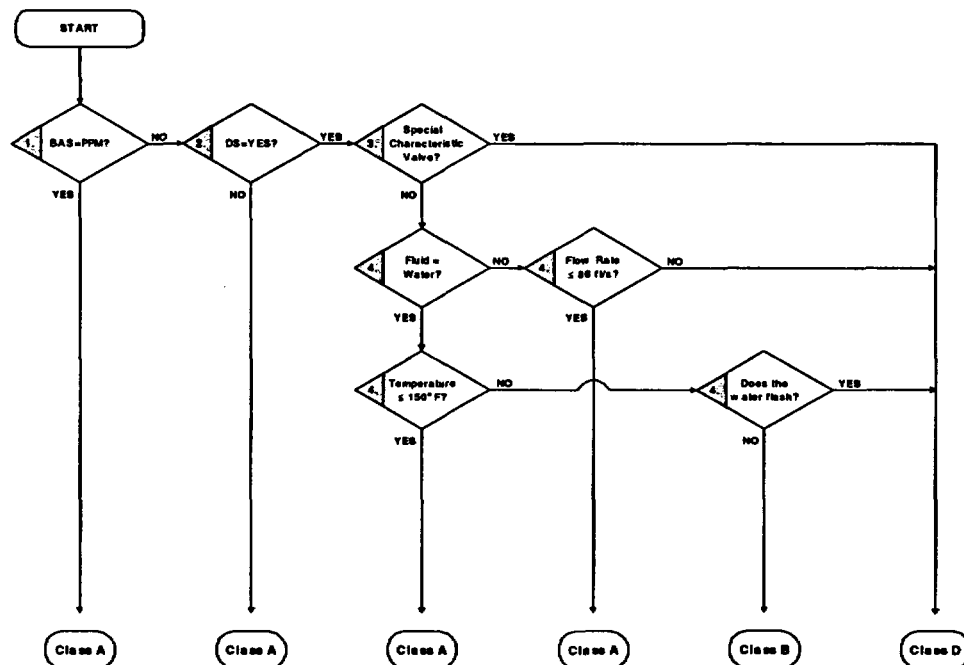 START
1. BAS=PPM?
NO
2. DS=YES?
YES
3. Special
Characteristic
Valve?
YES
YES
NO
NO
4. Fluid =
Water?
NO
4. Flow Rate
≤ 86 ft/s?
NO
YES
YES
4. Temperature
≤ 150° F?
NO
4. Does the
water flash?
YES
YES
NO
Class A
Class A
Class A
Class A
Class B
Class D